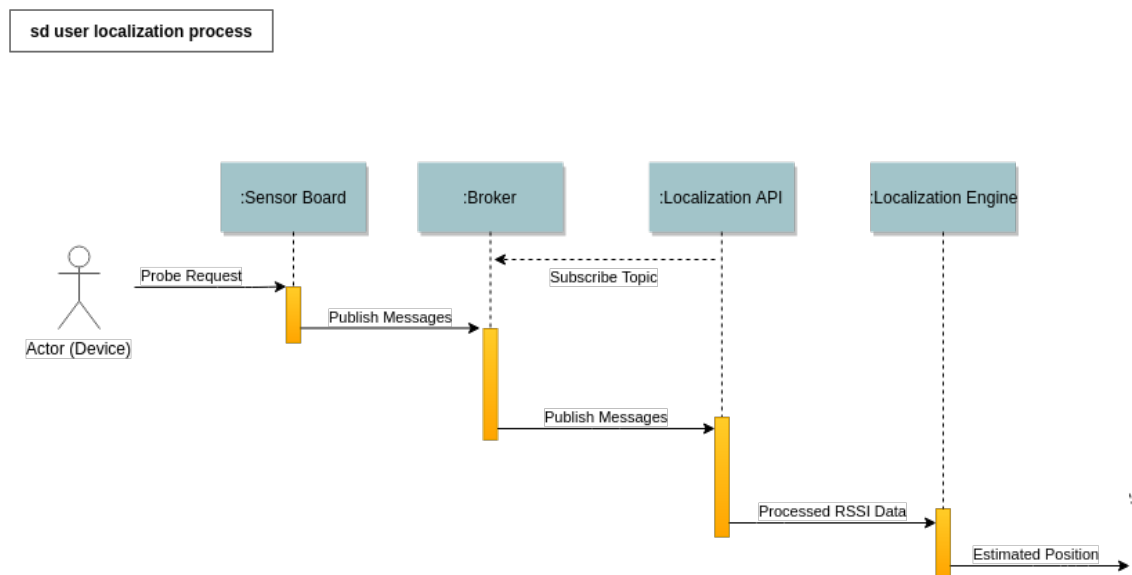 sd user localization process
:Sensor Board
:Broker
:Localization API
:Localization Engine
Subscribe Topic
Probe Request
Publish Messages
Actor (Device)
Publish Messages
Processed RSSI Data
Estimated Position